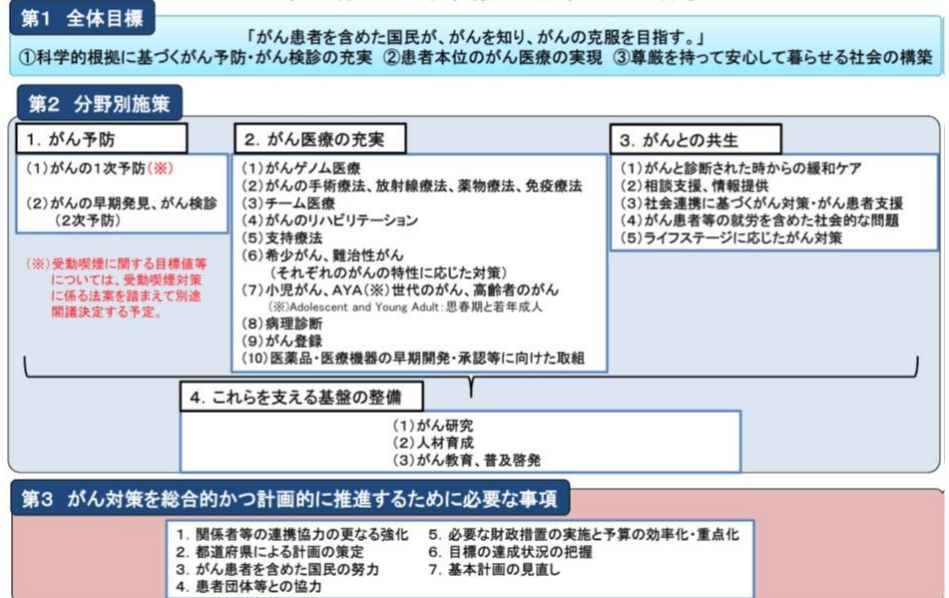 第1 全体目標
「がん患者を含めた国民が、がんを知り、がんの克服を目指す。」
①科学的根拠に基づくがん予防・がん検診の充実 ②患者本位のがん医療の実現 ③尊厳を持って安心して暮らせる社会の構築
第2 分野別施策
1. がん予防
(1)がんの1次予防(※)
(2)がんの早期発見、がん検診
(2次予防)
(※)受動喫煙に関する目標値等
については、受動喫煙対策
に係る法案を踏まえて別途
閣議決定する予定。
2. がん医療の充実
(1)がんゲノム医療
(2)がんの手術療法、放射線療法、薬物療法、免疫療法
(3)チーム医療
(4)がんのリハビリテーション
(5)支持療法
(6)希少がん、難治性がん
(それぞれのがんの特性に応じた対策)
(7)小児がん、AYA(※)世代のがん、高齢者のがん
(※)Adolescent and Young Adult:思春期と若年成人
(8)病理診断
(9)がん登録
(10)医薬品・医療機器の早期開発・承認等に向けた取組
3. がんとの共生
(1)がんと診断された時からの緩和ケア
(2)相談支援、情報提供
(3)社会連携に基づくがん対策・がん患者支援
(4)がん患者等の就労を含めた社会的な問題
(5)ライフステージに応じたがん対策
4. これらを支える基盤の整備
(1)がん研究
(2)人材育成
(3)がん教育、普及啓発
第3 がん対策を総合的かつ計画的に推進するために必要な事項
1. 関係者等の連携協力の更なる強化
2. 都道府県による計画の策定
3. がん患者を含めた国民の努力
4. 患者団体等との協力
5. 必要な財政措置の実施と予算の効率化・重点化
6. 目標の達成状況の把握
7. 基本計画の見直し